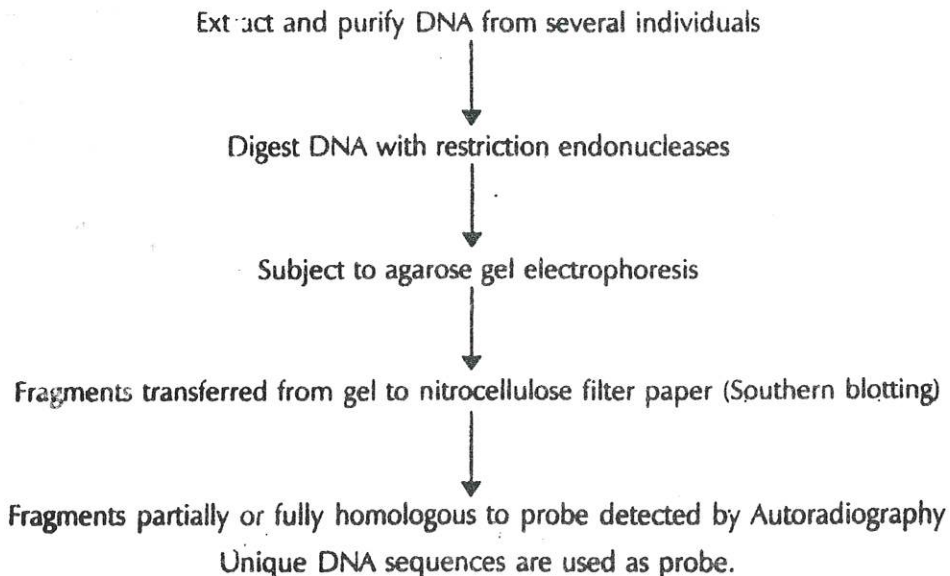 Extract and purify DNA from several individuals
Digest DNA with restriction endonucleases
Subject to agarose gel electrophoresis
Fragments transferred from gel to nitrocellulose filter paper (Southern blotting)
Fragments partially or fully homologous to probe detected by Autoradiography
Unique DNA sequences are used as probe.